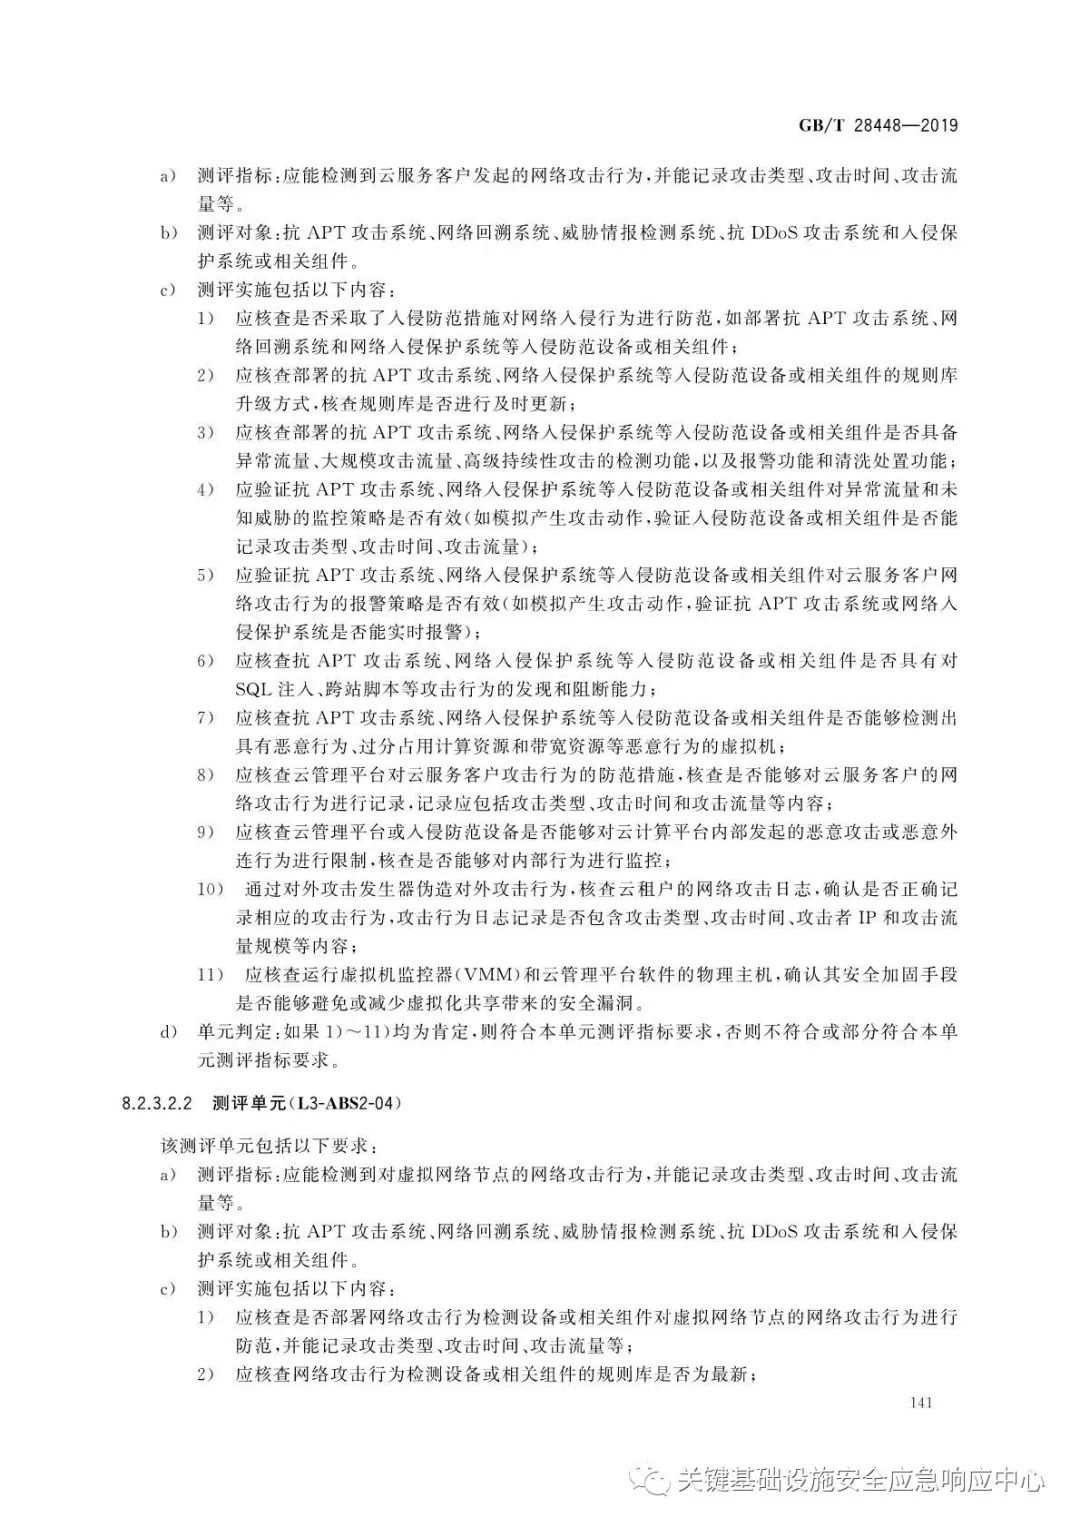 GB/T 28448—2019
a) 测评指标:应能检测到云服务客户发起的网络攻击行为,并能记录攻击类型、攻击时间、攻击流
量等。
b) 测评对象:抗 APT 攻击系统、网络回溯系统、威胁情报检测系统、抗 DDoS 攻击系统和入侵保
护系统或相关组件。
c) 测评实施包括以下内容:
1) 应核查是否采取了入侵防范措施对网络入侵行为进行防范,如部署抗 APT 攻击系统、网
络回溯系统和网络入侵保护系统等入侵防范设备或相关组件;
2) 应核查部署的抗 APT 攻击系统、网络入侵保护系统等入侵防范设备或相关组件的规则库
升级方式,核查规则库是否进行及时更新;
3) 应核查部署的抗 APT 攻击系统、网络入侵保护系统等入侵防范设备或相关组件是否具备
异常流量、大规模攻击流量、高级持续性攻击的检测功能,以及报警功能和清洗处置功能;
4) 应验证抗 APT 攻击系统、网络入侵保护系统等入侵防范设备或相关组件对异常流量和未
知威胁的监控策略是否有效(如模拟产生攻击动作,验证入侵防范设备或相关组件是否能
记录攻击类型、攻击时间、攻击流量);
5) 应验证抗 APT 攻击系统、网络入侵保护系统等入侵防范设备或相关组件对云服务客户网
络攻击行为的报警策略是否有效(如模拟产生攻击动作,验证抗 APT 攻击系统或网络入
侵保护系统是否能实时报警);
6) 应核查抗 APT 攻击系统、网络入侵保护系统等入侵防范设备或相关组件是否具有对
SQL 注入、跨站脚本等攻击行为的发现和阻断能力;
7) 应核查抗 APT 攻击系统、网络入侵保护系统等入侵防范设备或相关组件是否能够检测出
具有恶意行为、过分占用计算资源和带宽资源等恶意行为的虚拟机;
8) 应核查云管理平台对云服务客户攻击行为的防范措施,核查是否能够对云服务客户的网
络攻击行为进行记录,记录应包括攻击类型、攻击时间和攻击流量等内容;
9) 应核查云管理平台或入侵防范设备是否能够对云计算平台内部发起的恶意攻击或恶意外
连行为进行限制,核查是否能够对内部行为进行监控;
10) 通过对外攻击发生器伪造对外攻击行为,核查云租户的网络攻击日志,确认是否正确记
录相应的攻击行为,攻击行为日志记录是否包含攻击类型、攻击时间、攻击者 IP 和攻击流
量规模等内容;
11) 应核查运行虚拟机监控器(VMM)和云管理平台软件的物理主机,确认其安全加固手段
是否能够避免或减少虚拟化共享带来的安全漏洞。
d) 单元判定:如果 1)～11)均为肯定,则符合本单元测评指标要求,否则不符合或部分符合本单
元测评指标要求。
8.2.3.2.2 测评单元(L3-ABS2-04)
该测评单元包括以下要求:
a) 测评指标:应能检测到对虚拟网络节点的网络攻击行为,并能记录攻击类型、攻击时间、攻击流
量等。
b) 测评对象:抗 APT 攻击系统、网络回溯系统、威胁情报检测系统、抗 DDoS 攻击系统和入侵保
护系统或相关组件。
c) 测评实施包括以下内容:
1) 应核查是否部署网络攻击行为检测设备或相关组件对虚拟网络节点的网络攻击行为进行
防范,并能记录攻击类型、攻击时间、攻击流量等;
2) 应核查网络攻击行为检测设备或相关组件的规则库是否为最新;
141
关键基础设施安全应急响应中心